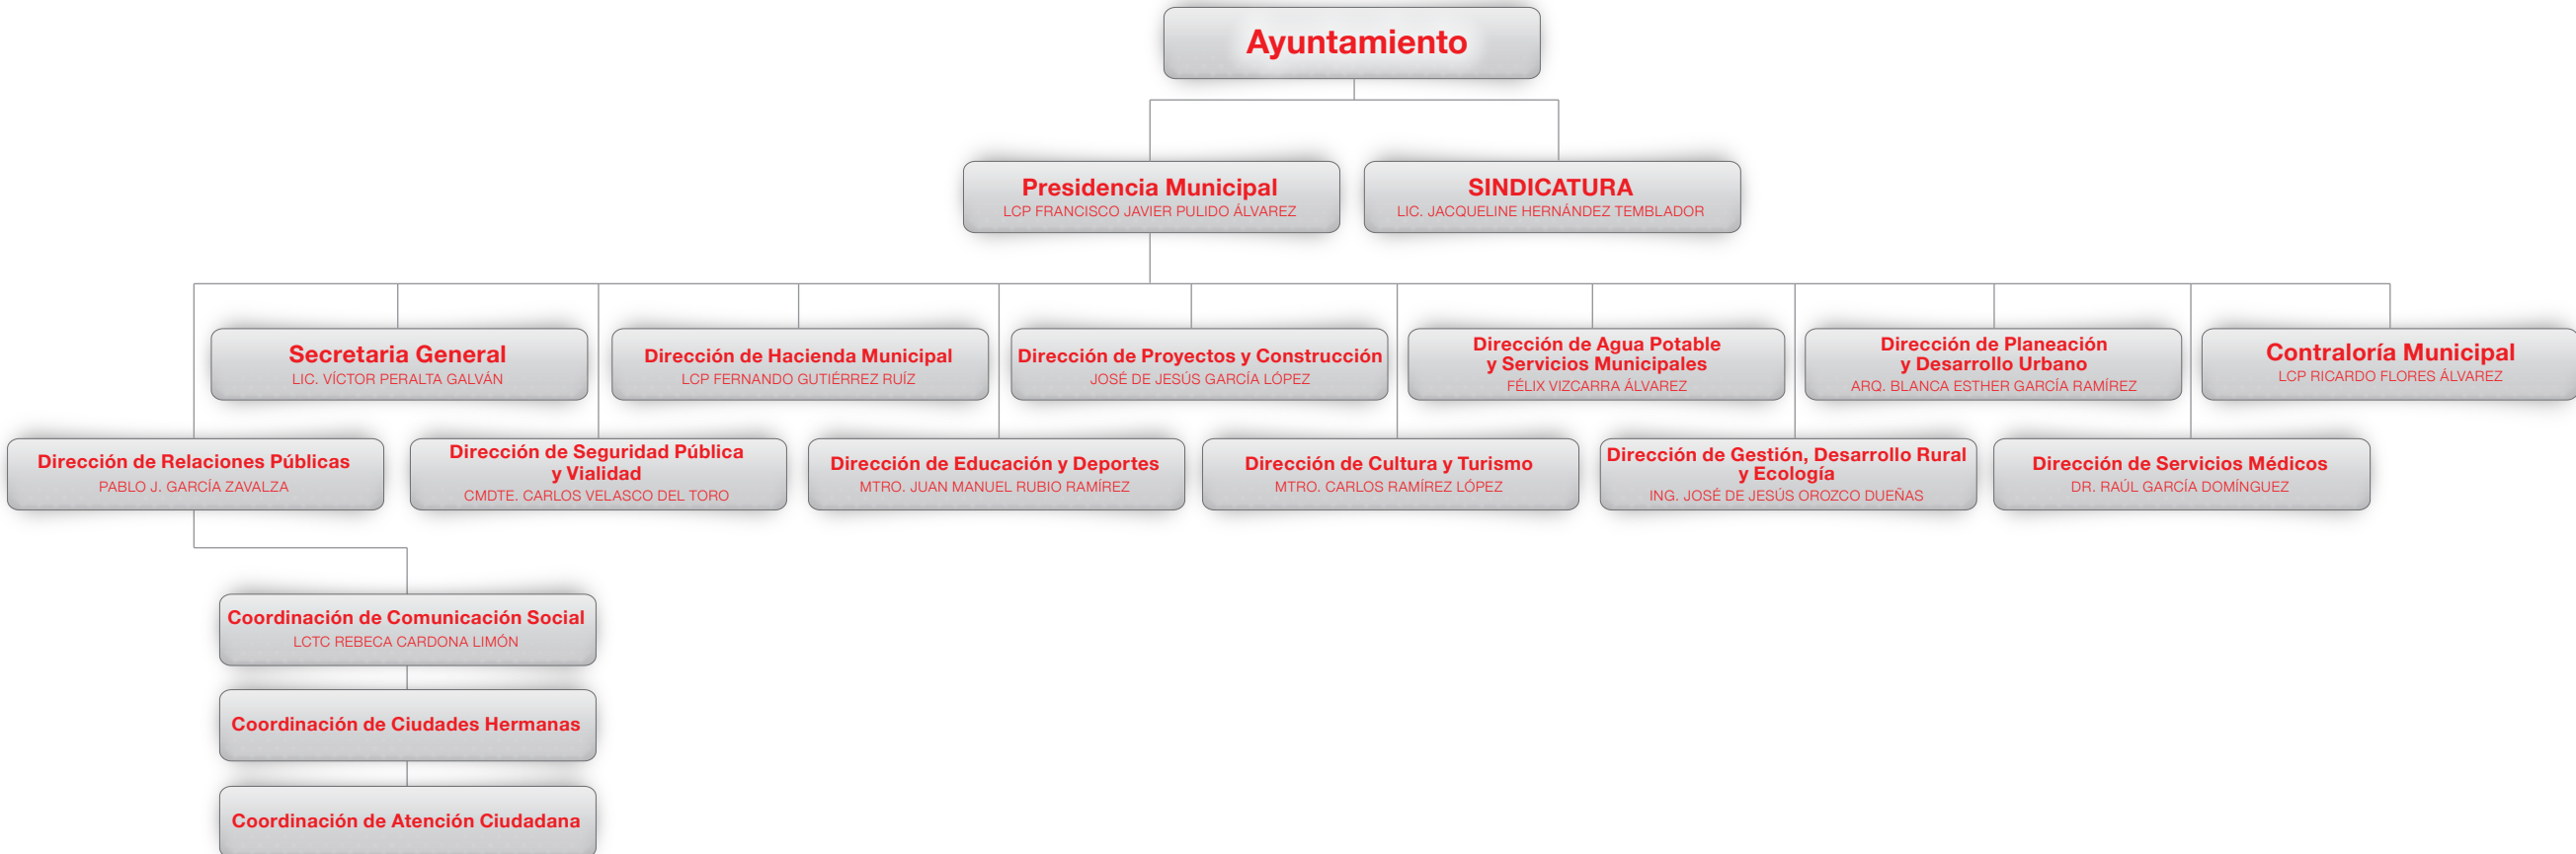 Ayuntamiento
Presidencia Municipal
LCP FRANCISCO JAVIER PULIDO ÁLVAREZ
SINDICATURA
LIC. JACQUELINE HERNÁNDEZ TEMBLADOR
Secretaria General
LIC. VÍCTOR PERALTA GALVÁN
Dirección de Hacienda Municipal
LCP FERNANDO GUTIÉRREZ RUÍZ
Dirección de Proyectos y Construcción
JOSÉ DE JESÚS GARCÍA LÓPEZ
Dirección de Agua Potable
y Servicios Municipales
FÉLIX VIZCARRA ÁLVAREZ
Dirección de Planeación
y Desarrollo Urbano
ARQ. BLANCA ESTHER GARCÍA RAMÍREZ
Contraloría Municipal
LCP RICARDO FLORES ÁLVAREZ
Dirección de Relaciones Públicas
PABLO J. GARCÍA ZAVALZA
Dirección de Seguridad Pública
y Vialidad
CMDTE. CARLOS VELASCO DEL TORO
Dirección de Educación y Deportes
MTRO. JUAN MANUEL RUBIO RAMÍREZ
Dirección de Cultura y Turismo
MTRO. CARLOS RAMÍREZ LÓPEZ
Dirección de Gestión, Desarrollo Rural
y Ecología
ING. JOSÉ DE JESÚS OROZCO DUEÑAS
Dirección de Servicios Médicos
DR. RAÚL GARCÍA DOMÍNGUEZ
Coordinación de Comunicación Social
LCTC REBECA CARDONA LIMÓN
Coordinación de Ciudades Hermanas
Coordinación de Atención Ciudadana